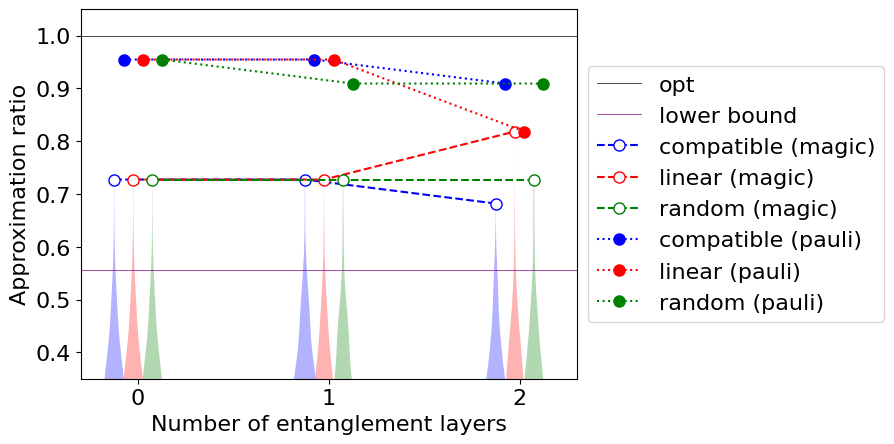 1.0
0.9
0.8
0.7
0.6
0.5
0.4
Approximation ratio
0 1 2
Number of entanglement layers
opt
lower bound
compatible (magic)
linear (magic)
random (magic)
compatible (pauli)
linear (pauli)
random (pauli)